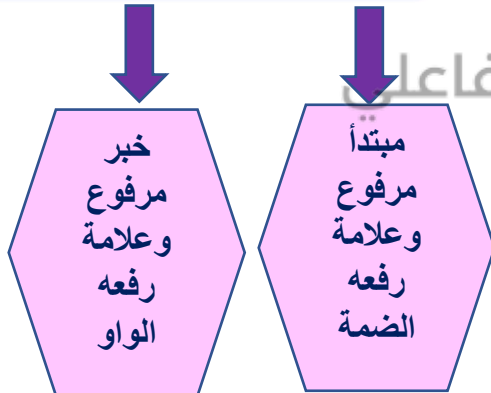 مبتدأ
مرفوع
وعلامة
رفعه
الضمة
خبر
مرفوع
وعلامة
رفعه
الواو